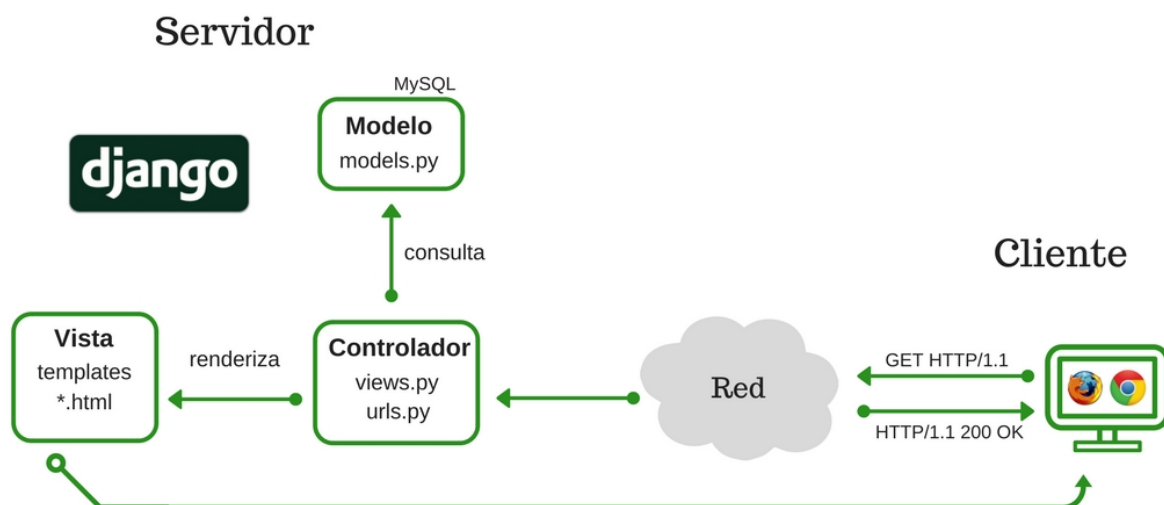 Servidor
MySQL
Modelo
models.py
django
consulta
Cliente
Vista
templates
*.html
renderiza
Controlador
views.py
urls.py
Red
GET HTTP/1.1
HTTP/1.1 200 OK